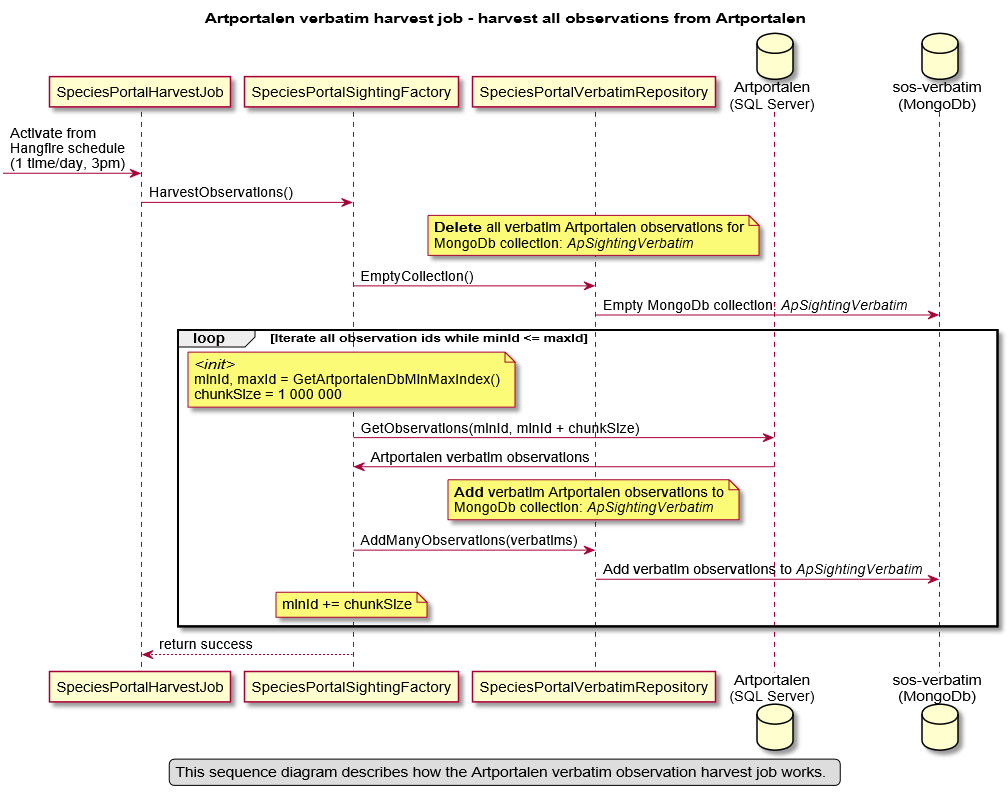 Artportalen verbatim harvest job - harvest all observations from Artportalen
SpeciesPortalHarvestJob
SpeciesPortalSightingFactory
SpeciesPortalVerbatimRepository
Artportalen
(SQL Server)
sos-verbatim
(MongoDb)
Activate from
Hangfire schedule
(1 time/day, 3pm)
HarvestObservations()
Delete all verbatim Artportalen observations for
MongoDb collection: ApSightingVerbatim
EmptyCollection()
Empty MongoDb collection: ApSightingVerbatim
loop
[Iterate all observation ids while minId <= maxId]
<init>
minId, maxId = GetArtportalenDbMinMaxIndex()
chunkSize = 1 000 000
GetObservations(minId, minId + chunkSize)
Artportalen verbatim observations
Add verbatim Artportalen observations to
MongoDb collection: ApSightingVerbatim
AddManyObservations(verbatims)
Add verbatim observations to ApSightingVerbatim
minId += chunkSize
return success
SpeciesPortalHarvestJob
SpeciesPortalSightingFactory
SpeciesPortalVerbatimRepository
Artportalen
(SQL Server)
sos-verbatim
(MongoDb)
This sequence diagram describes how the Artportalen verbatim observation harvest job works.